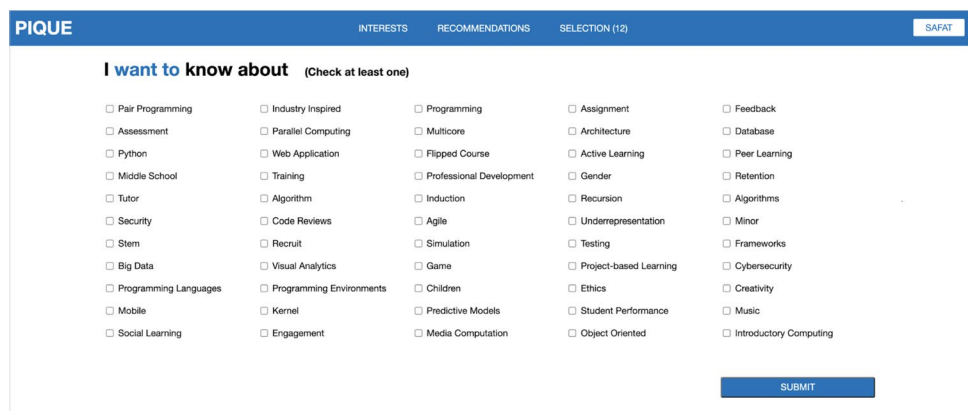 PIQUE INTERESTS RECOMMENDATIONS SELECTION (12) SAFAT
I want to know about (Check at least one)
Pair Programming Industry Inspired Programming Assignment Feedback
Assessment Parallel Computing Multicore Architecture Database
Python Web Application Flipped Course Active Learning Peer Learning
Middle School Training Professional Development Gender Retention
Tutor Algorithm Induction Recursion Algorithms
Security Code Reviews Agile Underrepresentation Minor
Stem Recruit Simulation Testing Frameworks
Big Data Visual Analytics Game Project-based Learning Cybersecurity
Programming Languages Programming Environments Children Ethics Creativity
Mobile Kernel Predictive Models Student Performance Music
Social Learning Engagement Media Computation Object Oriented Introductory Computing
SUBMIT